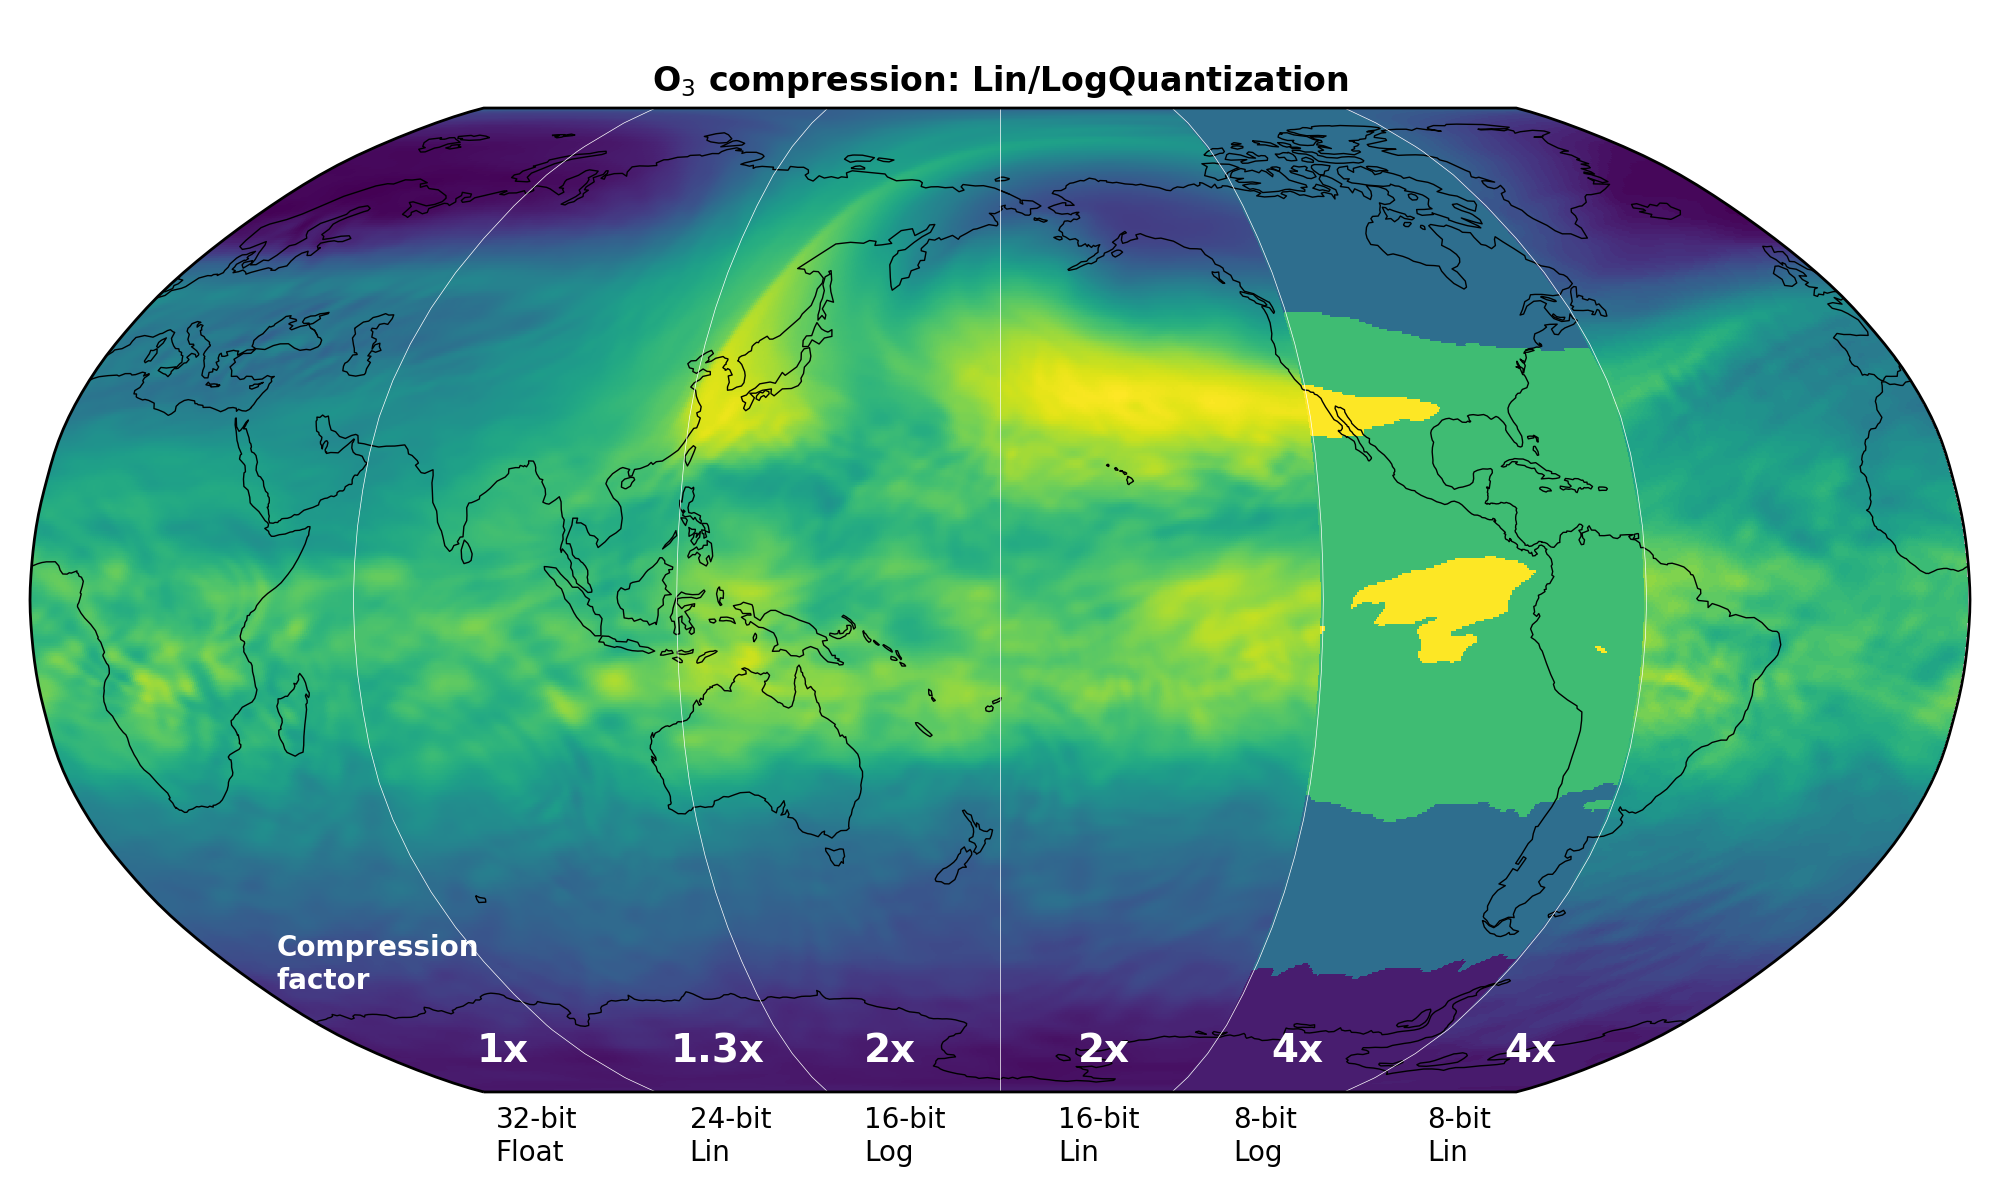 O₃ compression: Lin/LogQuantization
Compression
factor
1x 1.3x 2x 2x 4x 4x
32-bit 24-bit 16-bit 16-bit 8-bit 8-bit
Float Lin Log Lin Log Lin